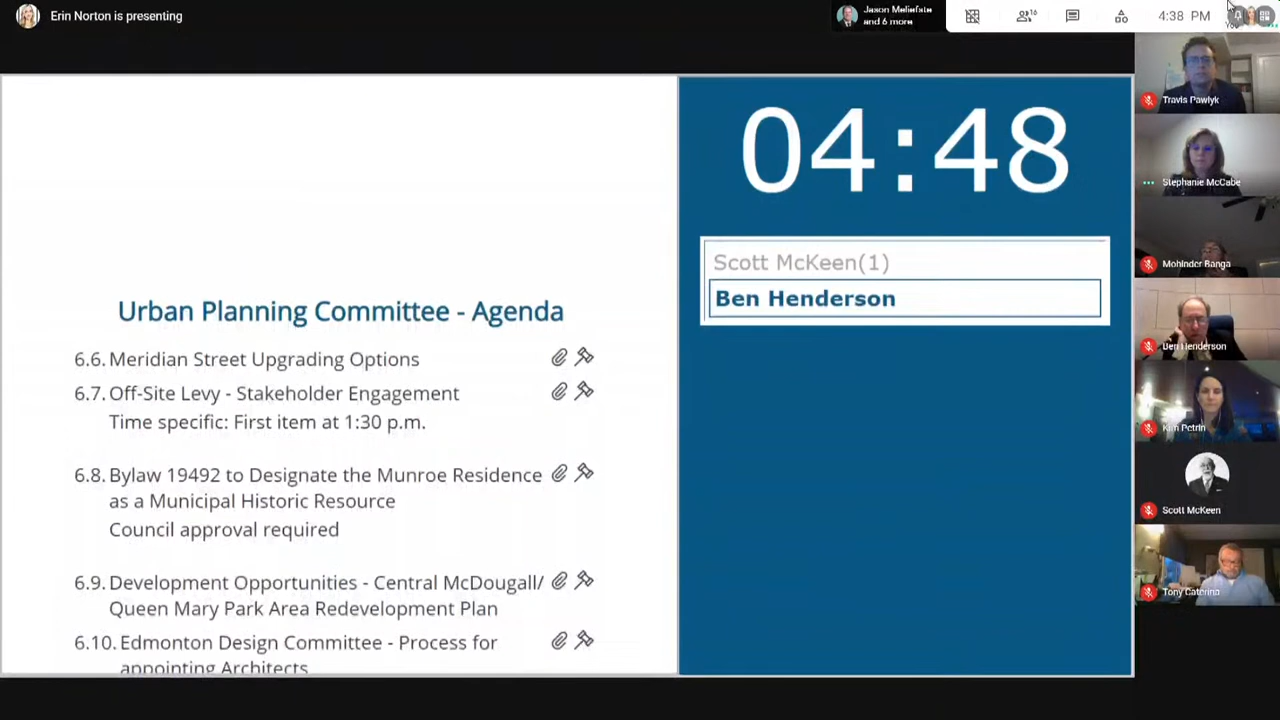 Erin Norton is presenting
Jason Meliefste
and 6 more
16
4:38 PM
You
04:48
Scott McKeen(1)
Ben Henderson
Urban Planning Committee - Agenda
6.6. Meridian Street Upgrading Options
6.7. Off-Site Levy - Stakeholder Engagement
Time specific: First item at 1:30 p.m.
6.8. Bylaw 19492 to Designate the Munroe Residence
as a Municipal Historic Resource
Council approval required
6.9. Development Opportunities - Central McDougall/
Queen Mary Park Area Redevelopment Plan
6.10. Edmonton Design Committee - Process for
appointing Architects
Travis Pawlyk
Stephanie McCabe
Mohinder Banga
Ben Henderson
Kim Petrin
Scott McKeen
Tony Caterina